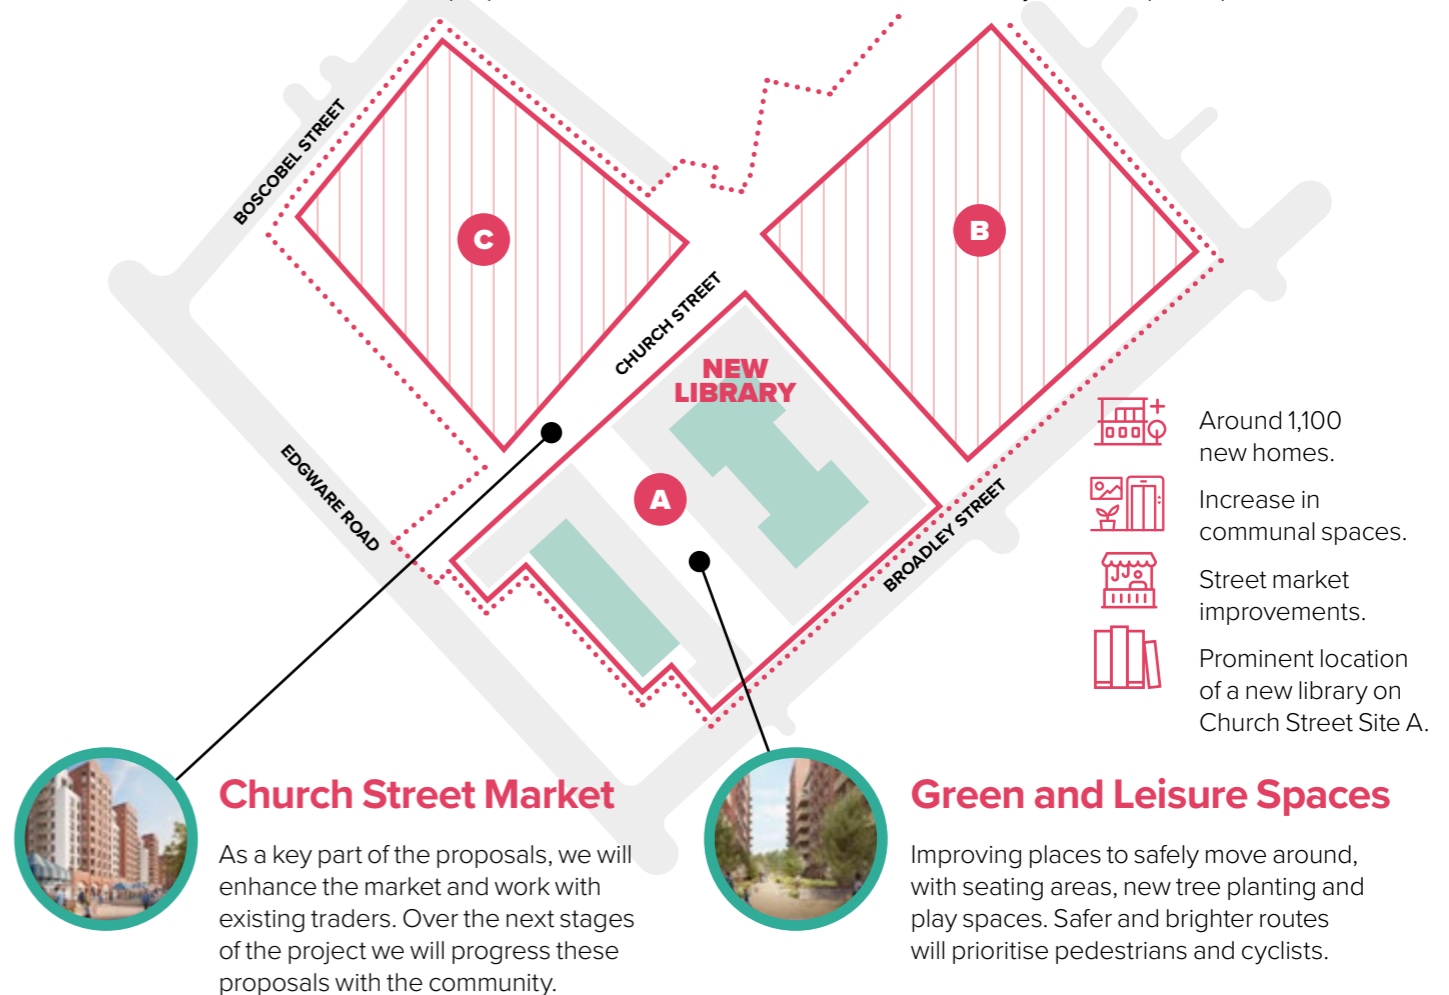 BOSCOBEL STREET
C
B
CHURCH STREET
NEW
LIBRARY
EDGWARE ROAD
A
BROADLEY STREET
Around 1,100
new homes.
Increase in
communal spaces.
Street market
improvements.
Prominent location
of a new library on
Church Street Site A.
Church Street Market
As a key part of the proposals, we will
enhance the market and work with
existing traders. Over the next stages
of the project we will progress these
proposals with the community.
Green and Leisure Spaces
Improving places to safely move around,
with seating areas, new tree planting and
play spaces. Safer and brighter routes
will prioritise pedestrians and cyclists.